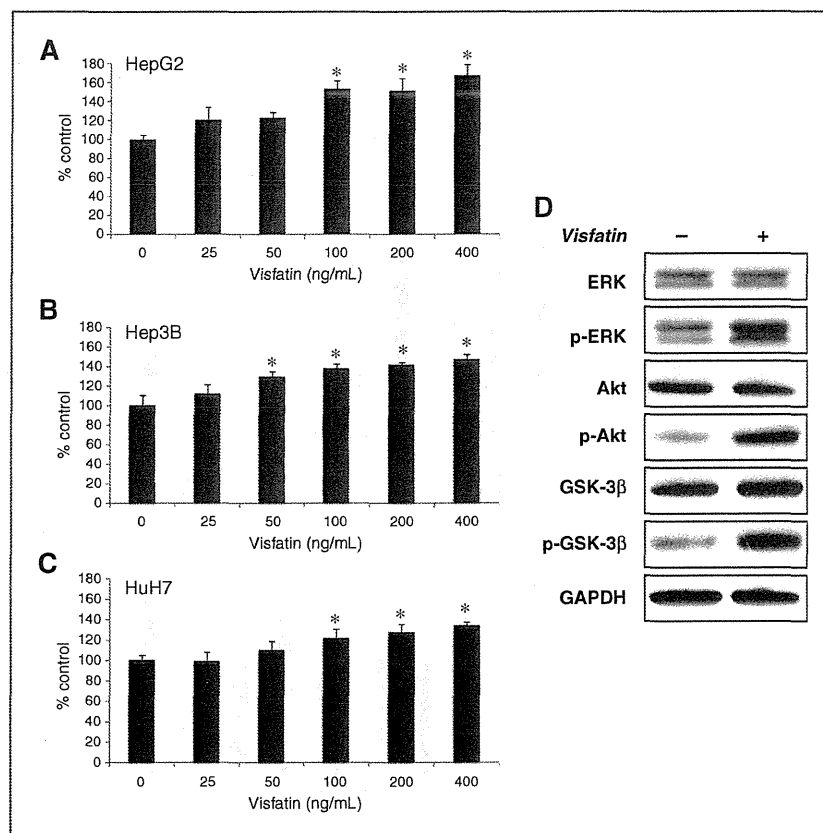 A
HepG2
* * *
180
160
140
120
100
80
60
40
20
0
% control
0 25 50 100 200 400
Visfatin (ng/mL)
B
Hep3B
* * * *
180
160
140
120
100
80
60
40
20
0
% control
0 25 50 100 200 400
Visfatin (ng/mL)
C
HuH7
* * *
180
160
140
120
100
80
60
40
20
0
% control
0 25 50 100 200 400
Visfatin (ng/mL)
D
Visfatin – +
ERK
p-ERK
Akt
p-Akt
GSK-3β
p-GSK-3β
GAPDH